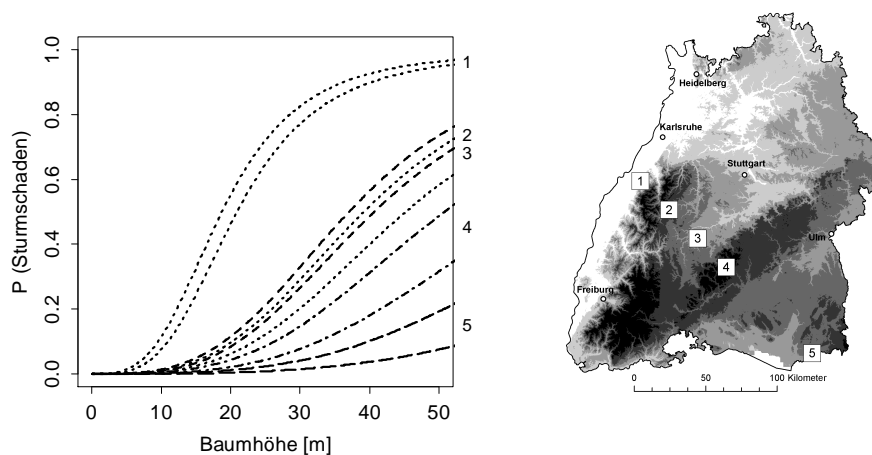 P (Sturmschaden)
1.0
0.8
0.6
0.4
0.2
0.0
0 10 20 30 40 50
Baumhöhe [m]
1
2
3
4
5
Heidelberg
Karlsruhe
Stuttgart
1
2
3
Ulm
4
Freiburg
5
0 50 100 Kilometer